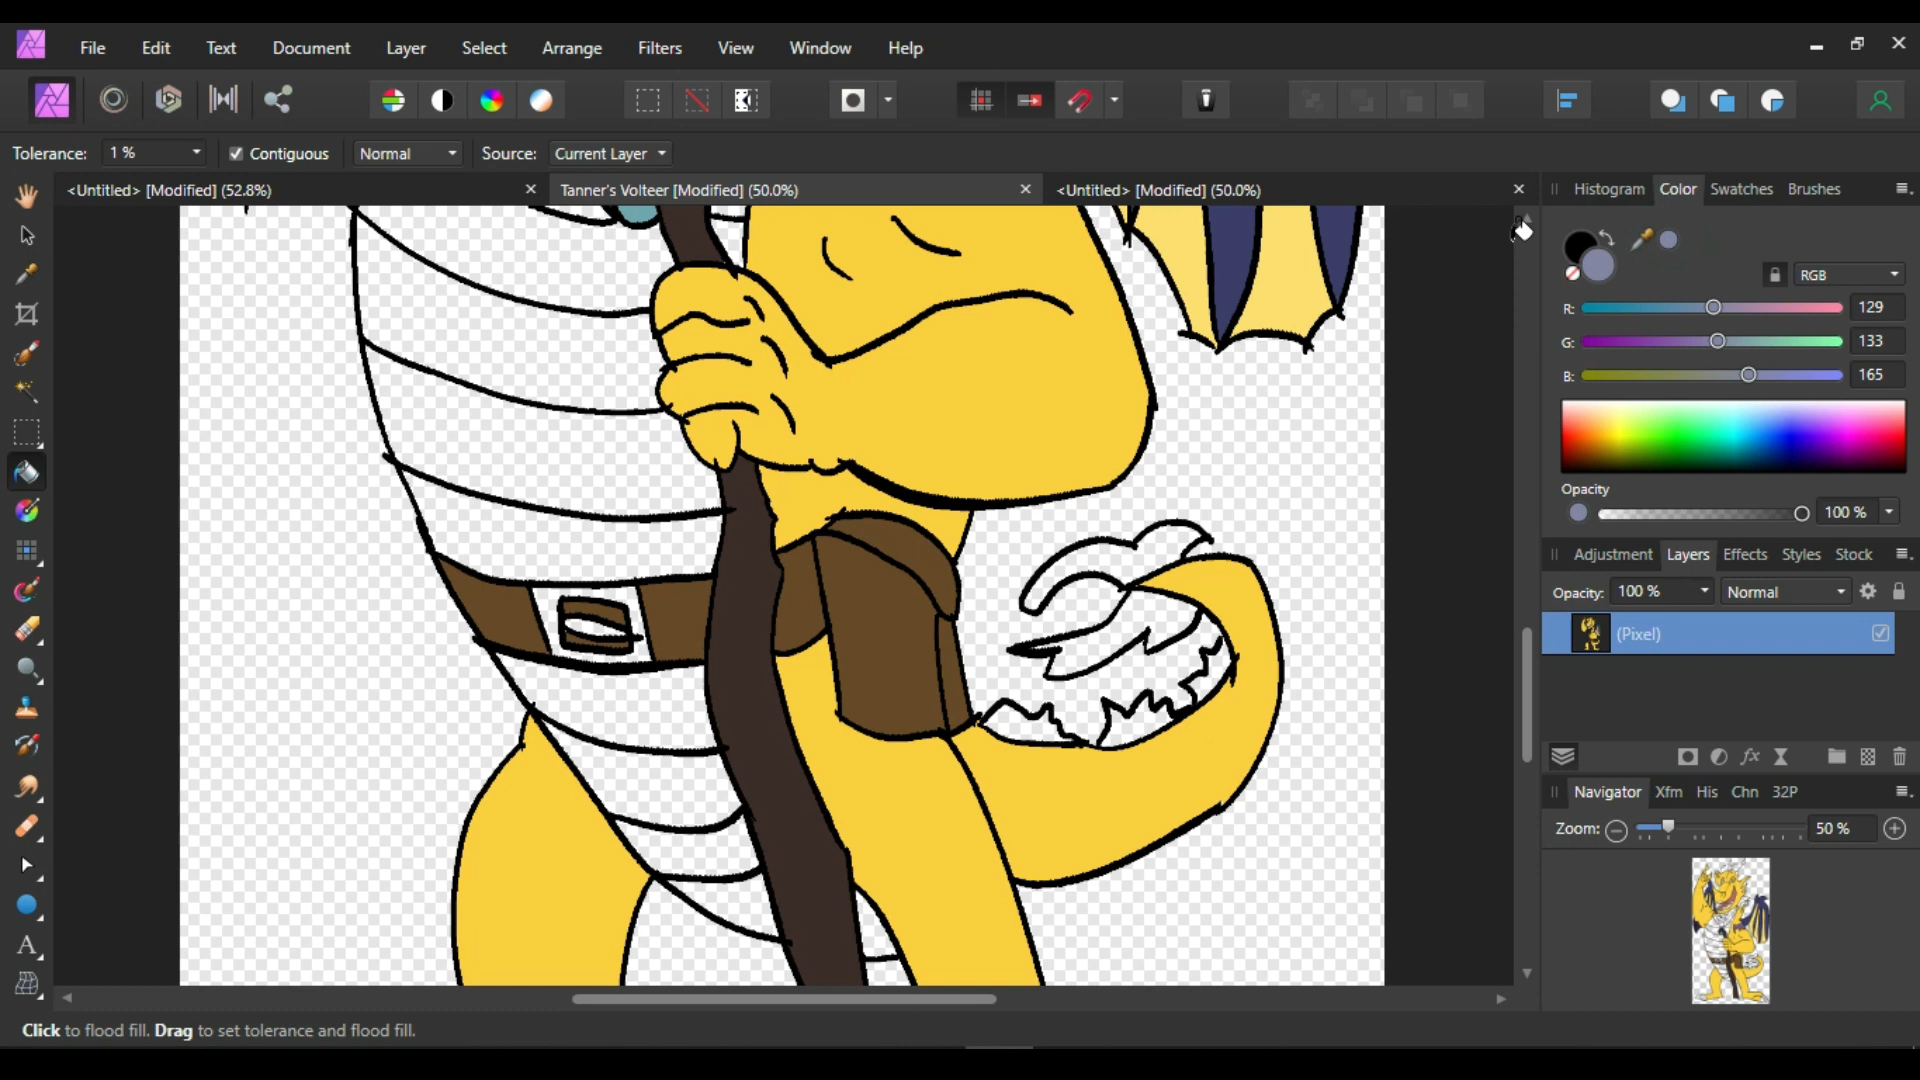 File Edit Text Document Layer Select Arrange Filters View Window Help
Tolerance: 1 % Contiguous Normal Source: Current Layer
<Untitled> [Modified] (52.8%) Tanner's Volteer [Modified] (50.0%) <Untitled> [Modified] (50.0%)
Histogram Color Swatches Brushes
RGB
R: 129
G: 133
B: 165
Opacity
100 %
Adjustment Layers Effects Styles Stock
Opacity: 100 % Normal
(Pixel)
Navigator Xfm His Chn 32P
Zoom: 50 %
Click to flood fill. Drag to set tolerance and flood fill.